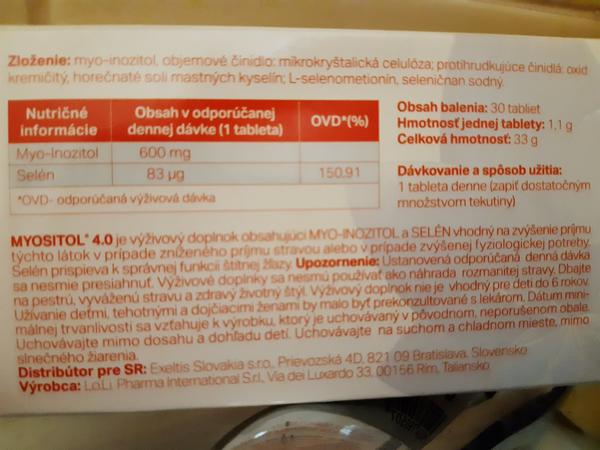 Zloženie: myo-inozitol, objemové činidlo: mikrokryštalická celulóza; protihrudkujúce činidlá: oxid
kremičitý, horečnaté soli mastných kyselín; L-selenometionín, seleničnan sodný.
Nutričné informácie
Obsah v odporúčanej dennej dávke (1 tableta)
OVD*(%)
Myo-Inozitol 600 mg
Selén 83 µg 150.91
*OVD- odporúčaná výživová dávka
Obsah balenia: 30 tabliet
Hmotnosť jednej tablety: 1,1 g
Celková hmotnosť: 33 g
Dávkovanie a spôsob užitia:
1 tableta denne (zapiť dostatočným
množstvom tekutiny)
MYOSITOL® 4.0 je výživový doplnok obsahujúci MYO-INOZITOL a SELÉN vhodný na zvýšenie príjmu
týchto látok v prípade zníženého príjmu stravou alebo v prípade zvýšenej fyziologickej potreby.
Selén prispieva k správnej funkcii štítnej žľazy. Upozornenie: Ustanovená odporúčaná denná dávka
sa nesmie presiahnuť. Výživové doplnky sa nesmú používať ako náhrada rozmanitej stravy. Dbajte
na pestrú, vyváženú stravu a zdravý životný štýl. Výživový doplnok nie je vhodný pre deti do 6 rokov.
Užívanie deťmi, tehotnými a dojčiacimi ženami by malo byť prekonzultované s lekárom. Dátum mini-
málnej trvanlivosti sa vzťahuje k výrobku, ktorý je uchovávaný v pôvodnom, neporušenom obale.
Uchovávajte mimo dosahu a dohľadu detí. Uchovávajte na suchom a chladnom mieste, mimo
slnečného žiarenia.
Distribútor pre SR: Exeltis Slovakia s.r.o., Prievozská 4D, 821 09 Bratislava, Slovensko
Výrobca: Lo.Li. Pharma International S.r.l., Via dei Luxardo 33, 00156 Rím, Taliansko